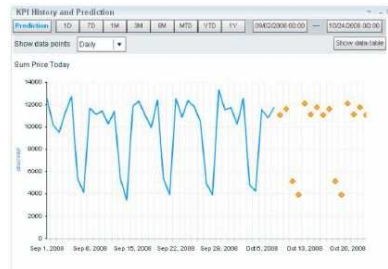 KPI History and Prediction
Prediction 1D 7D 1M 3M 6M MTD YTD 1Y 09/02/2008 00:00 — 10/24/2008 00:00
Show data points Daily Show data table
Sum Price Today
14000
12000
10000
8000
6000
4000
2000
0
Sep 1, 2008 Sep 8, 2008 Sep 15, 2008 Sep 22, 2008 Sep 29, 2008 Oct 6, 2008 Oct 13, 2008 Oct 20, 2008